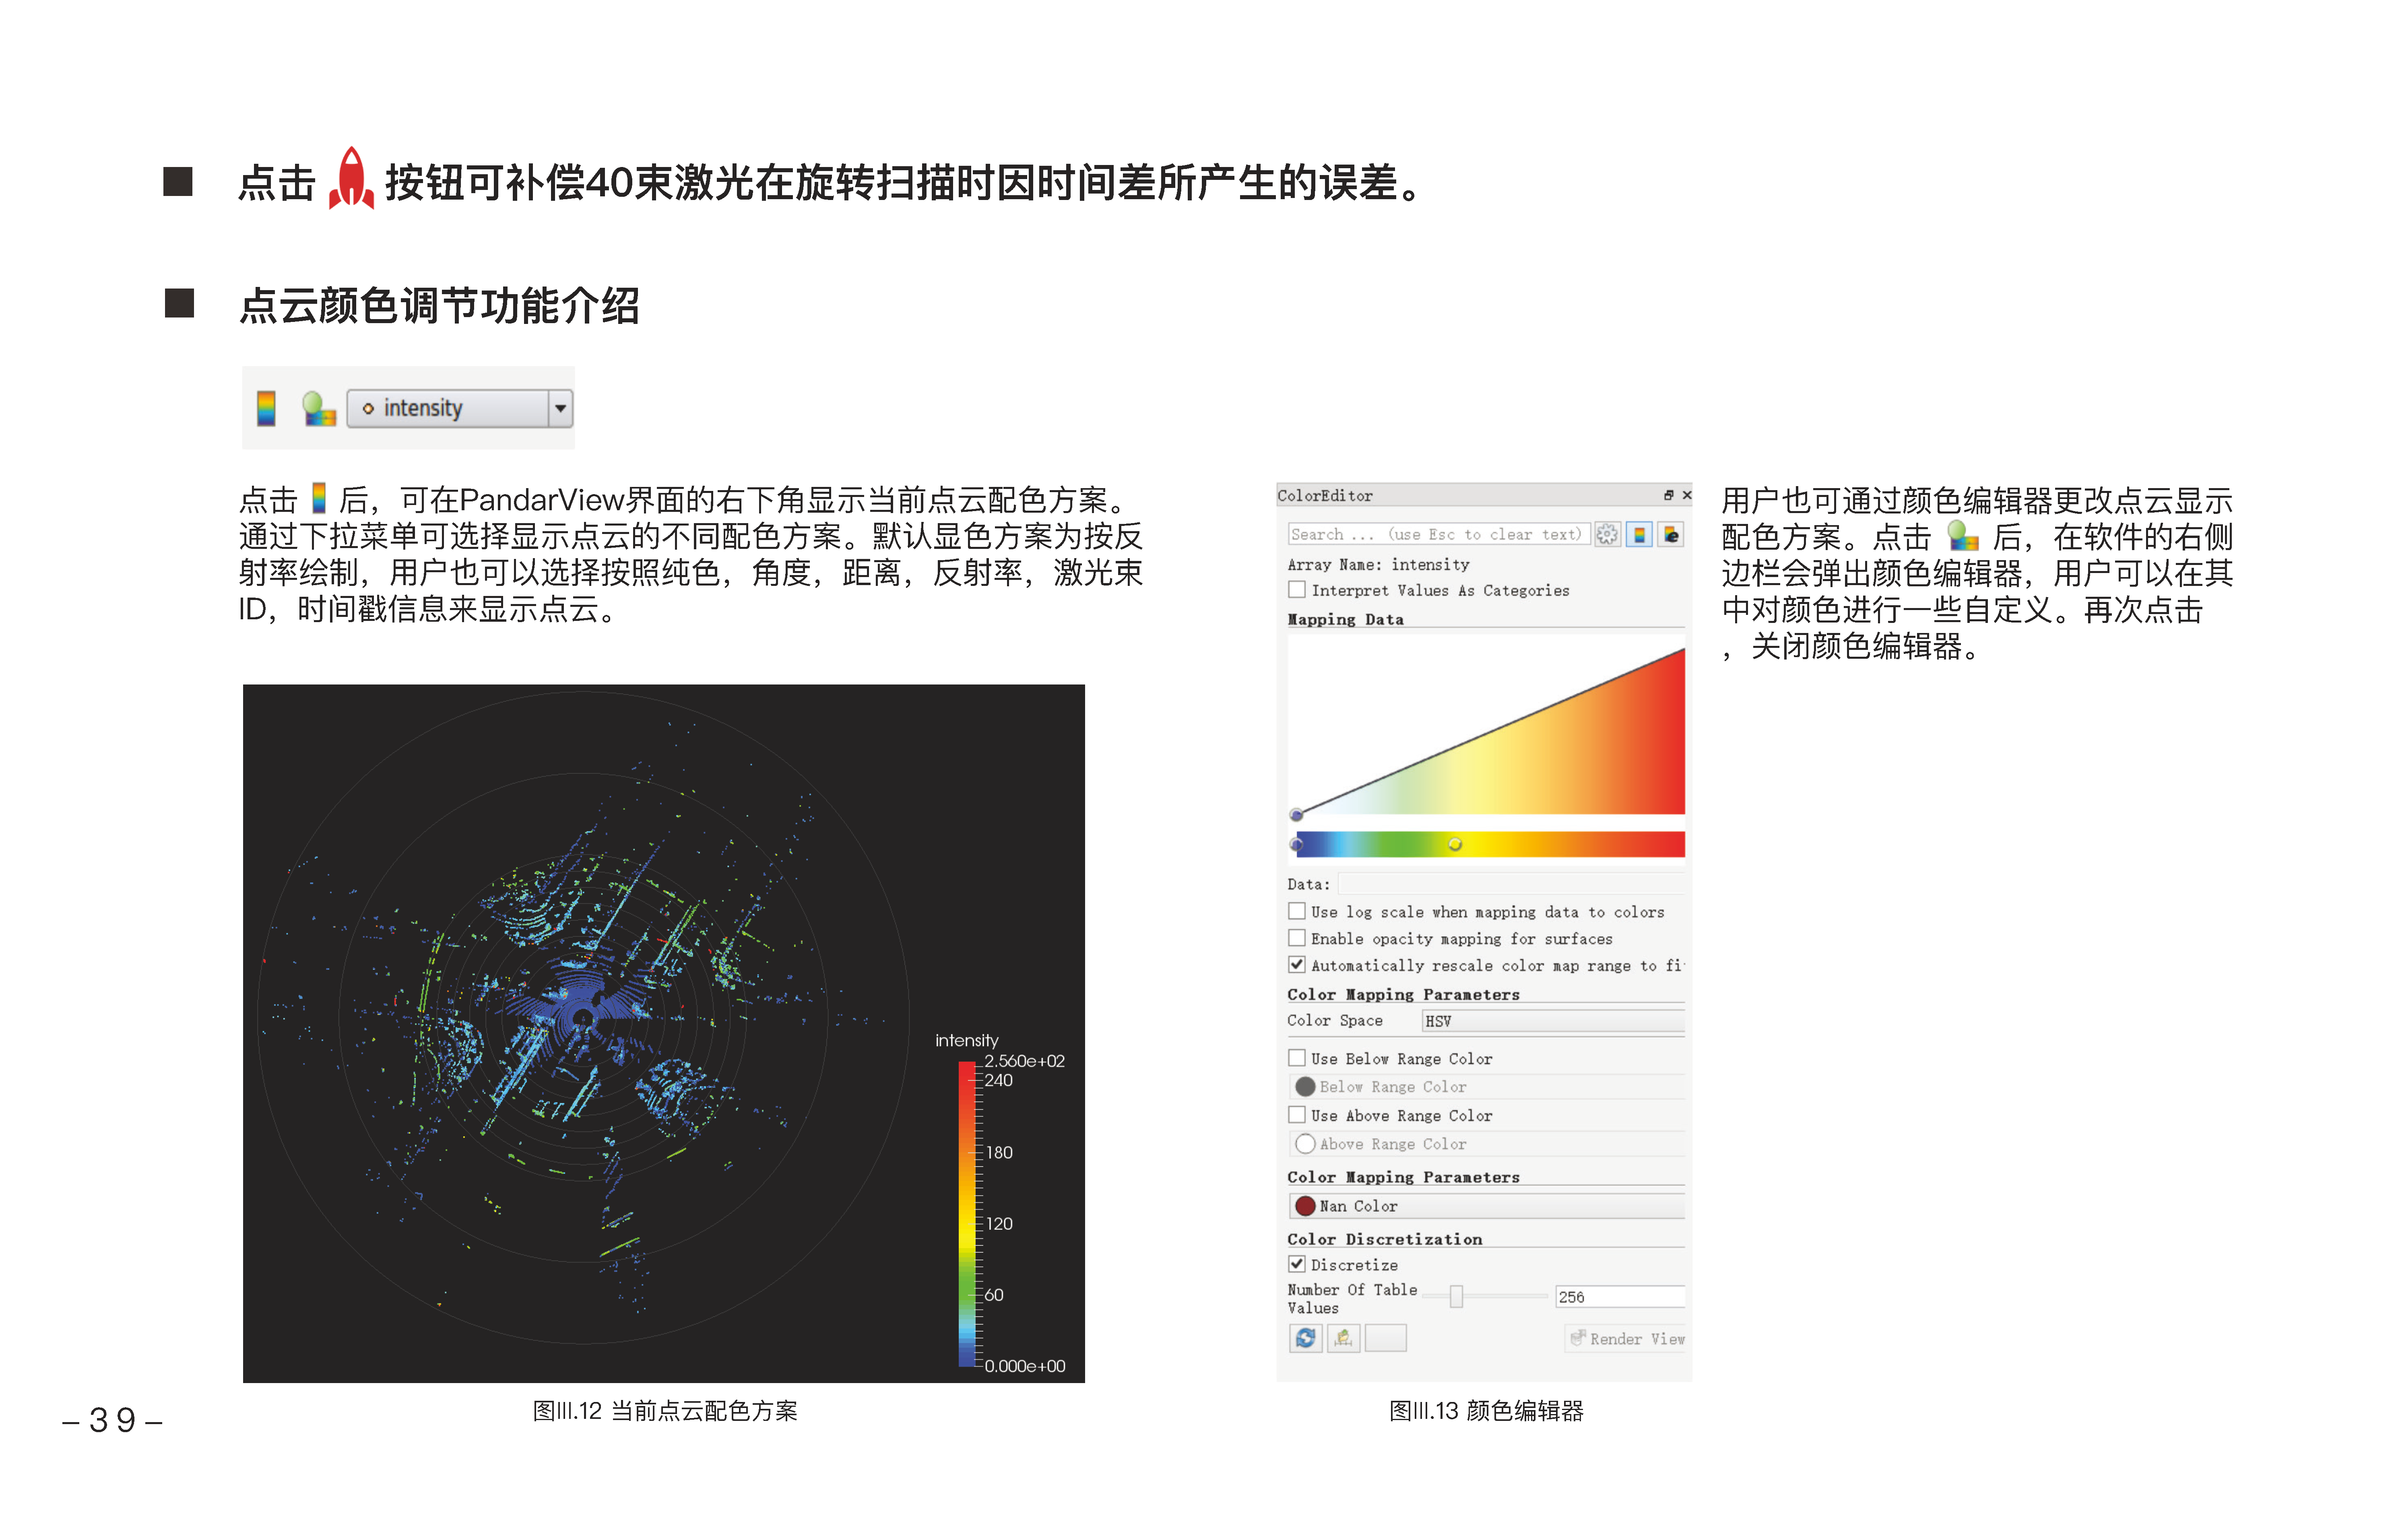 点击 按钮可补偿40束激光在旋转扫描时因时间差所产生的误差。
点云颜色调节功能介绍
intensity
点击 后，可在PandarView界面的右下角显示当前点云配色方案。
通过下拉菜单可选择显示点云的不同配色方案。默认显色方案为按反
射率绘制，用户也可以选择按照纯色，角度，距离，反射率，激光束
ID，时间戳信息来显示点云。
intensity
2.560e+02
240
180
120
60
0.000e+00
图III.12 当前点云配色方案
ColorEditor
Search ... (use Esc to clear text)
Array Name: intensity
Interpret Values As Categories
Mapping Data
Data:
Use log scale when mapping data to colors
Enable opacity mapping for surfaces
Automatically rescale color map range to fi
Color Mapping Parameters
Color Space HSV
Use Below Range Color
Below Range Color
Use Above Range Color
Above Range Color
Color Mapping Parameters
Nan Color
Color Discretization
Discretize
Number Of Table
Values
256
Render View
图III.13 颜色编辑器
用户也可通过颜色编辑器更改点云显示
配色方案。点击 后，在软件的右侧
边栏会弹出颜色编辑器，用户可以在其
中对颜色进行一些自定义。再次点击
，关闭颜色编辑器。
–39–